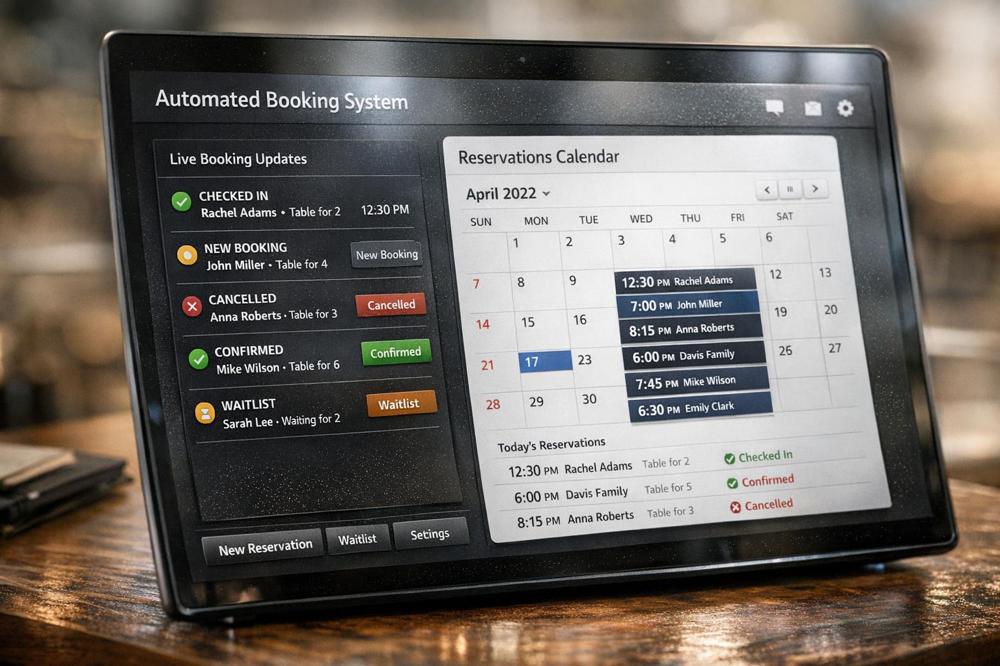 Automated Booking System
Live Booking Updates
CHECKED IN
Rachel Adams • Table for 2 12:30 PM
NEW BOOKING
John Miller • Table for 4 New Booking
CANCELLED
Anna Roberts • Table for 3 Cancelled
CONFIRMED
Mike Wilson • Table for 6 Confirmed
WAITLIST
Sarah Lee • Waiting for 2 Waitlist
New Reservation Waitlist Setings
Reservations Calendar
April 2022
SUN MON TUE WED THU FRI SAT
1 2 3 4 5 6
7 8 9 12:30 PM Rachel Adams 12 13
7:00 PM John Miller
14 15 16 8:15 PM Anna Roberts 19 20
21 17 23 6:00 PM Davis Family 26 27
7:45 PM Mike Wilson
28 29 30 6:30 PM Emily Clark
Today's Reservations
12:30 PM Rachel Adams Table for 2 Checked In
6:00 PM Davis Family Table for 5 Confirmed
8:15 PM Anna Roberts Table for 3 Cancelled